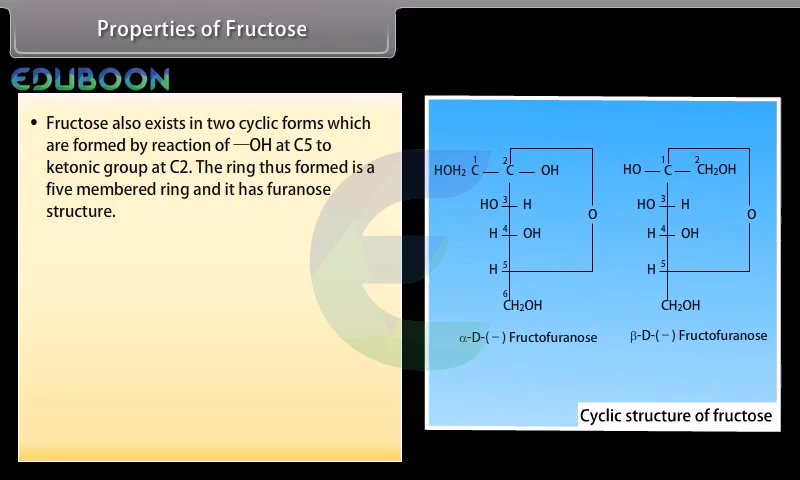 Properties of Fructose
EDUBOON
• Fructose also exists in two cyclic forms which
are formed by reaction of —OH at C5 to
ketonic group at C2. The ring thus formed is a
five membered ring and it has furanose
structure.
1 2
HOH₂ C — C — OH
HO 3 H
O
H 4 OH
H 5
6
CH₂OH
α-D-(−) Fructofuranose
1 2
HO — C — CH₂OH
HO 3 H
O
H 4 OH
H 5
CH₂OH
β-D-(−) Fructofuranose
Cyclic structure of fructose